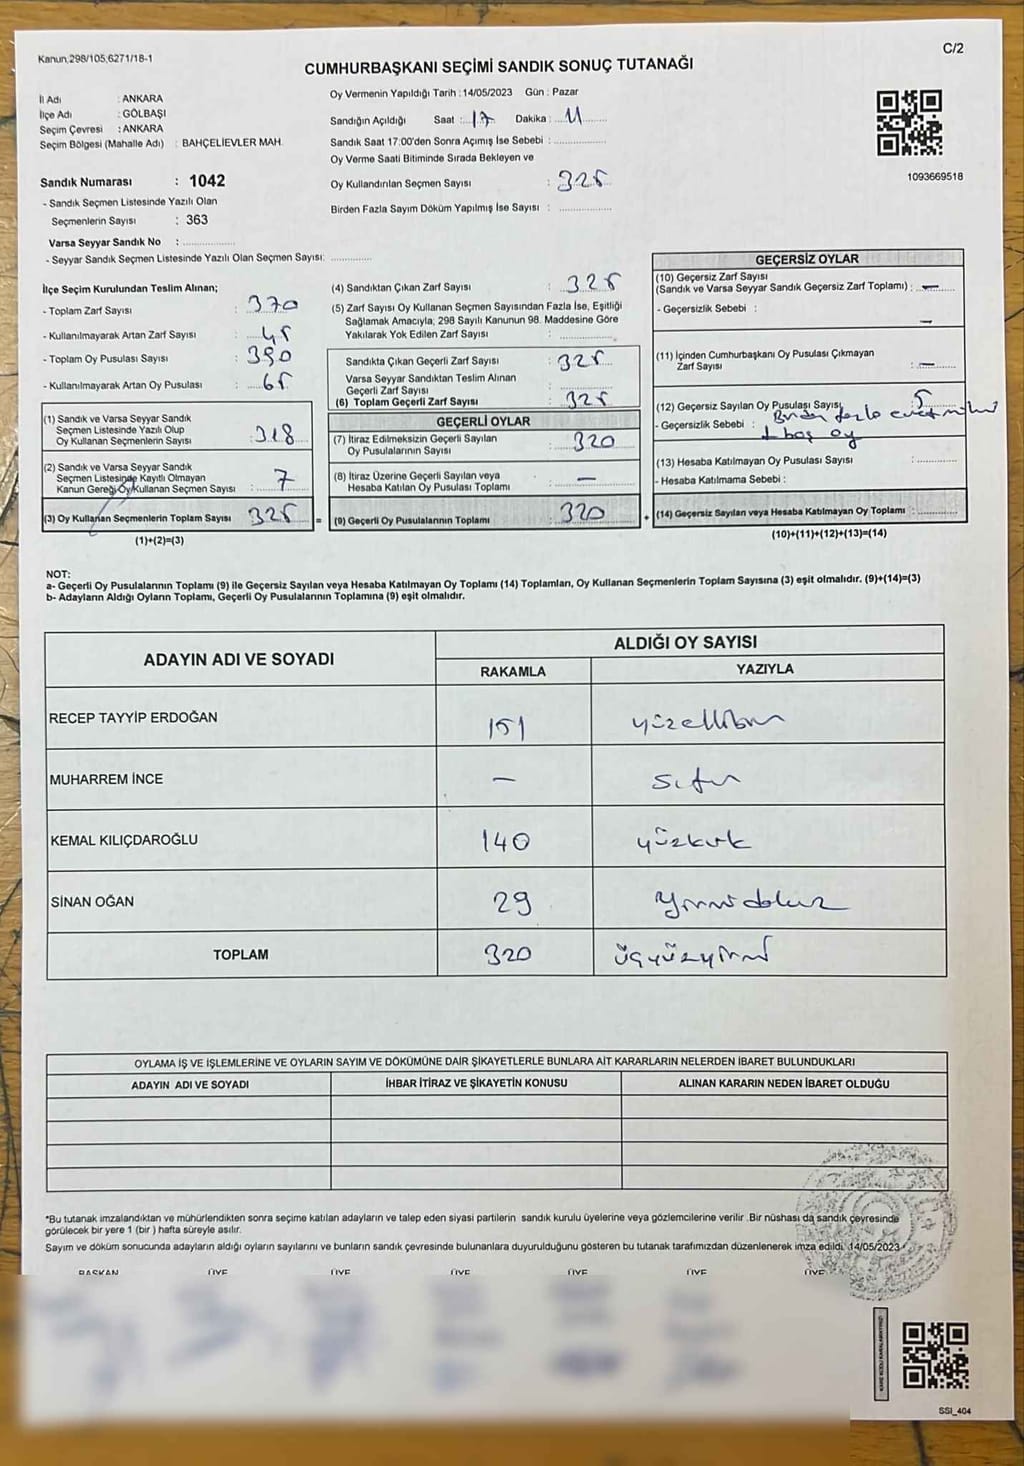 Kanun,298/105,6271/18-1
C/2
CUMHURBAŞKANI SEÇİMİ SANDIK SONUÇ TUTANAĞI
İl Adı : ANKARA
İlçe Adı : GÖLBAŞI
Seçim Çevresi : ANKARA
Seçim Bölgesi (Mahalle Adı) : BAHÇELİEVLER MAH.
Sandık Numarası : 1042
- Sandık Seçmen Listesinde Yazılı Olan
Seçmenlerin Sayısı : 363
Varsa Seyyar Sandık No : ..............
- Seyyar Sandık Seçmen Listesinde Yazılı Olan Seçmen Sayısı: ............
Oy Vermenin Yapıldığı Tarih : 14/05/2023 Gün : Pazar
Sandığın Açıldığı Saat : 17 Dakika : 11
Sandık Saat 17:00'den Sonra Açımış İse Sebebi : ..............
Oy Verme Saati Bitiminde Sırada Bekleyen ve
Oy Kullandırılan Seçmen Sayısı : 325
Birden Fazla Sayım Döküm Yapılmış İse Sayısı : ..............
1093669518
İlçe Seçim Kurulundan Teslim Alınan;
- Toplam Zarf Sayısı : 370
- Kullanılmayarak Artan Zarf Sayısı : 45
- Toplam Oy Pusulası Sayısı : 390
- Kullanılmayarak Artan Oy Pusulası : 65
(1) Sandık ve Varsa Seyyar Sandık
Seçmen Listesinde Yazılı Olup
Oy Kullanan Seçmenlerin Sayısı : 318
(2) Sandık ve Varsa Seyyar Sandık
Seçmen Listesinde Kayıtlı Olmayan
Kanun Gereği Oy Kullanan Seçmen Sayısı : 7
(3) Oy Kullanan Seçmenlerin Toplam Sayısı 325 =
(1)+(2)=(3)
(4) Sandıktan Çıkan Zarf Sayısı : 325
(5) Zarf Sayısı Oy Kullanan Seçmen Sayısından Fazla İse, Eşitliği
Sağlamak Amacıyla, 298 Sayılı Kanunun 98. Maddesine Göre
Yakılarak Yok Edilen Zarf Sayısı : ..............
Sandıkta Çıkan Geçerli Zarf Sayısı : 325
Varsa Seyyar Sandıktan Teslim Alınan
Geçerli Zarf Sayısı : ..............
(6) Toplam Geçerli Zarf Sayısı : 325
GEÇERLİ OYLAR
(7) İtiraz Edilmeksizin Geçerli Sayılan
Oy Pusulalarının Sayısı : 320
(8) İtiraz Üzerine Geçerli Sayılan veya
Hesaba Katılan Oy Pusulası Toplamı : —
(9) Geçerli Oy Pusulalarının Toplamı : 320 +
GEÇERSİZ OYLAR
(10) Geçersiz Zarf Sayısı
(Sandık ve Varsa Seyyar Sandık Geçersiz Zarf Toplamı) : —
- Geçersizlik Sebebi : —
(11) İçinden Cumhurbaşkanı Oy Pusulası Çıkmayan
Zarf Sayısı : —
(12) Geçersiz Sayılan Oy Pusulası Sayısı 5
- Geçersizlik Sebebi : Birden fazla evet mühü
1 boş oy
(13) Hesaba Katılmayan Oy Pusulası Sayısı : ..............
- Hesaba Katılmama Sebebi :
(14) Geçersiz Sayılan veya Hesaba Katılmayan Oy Toplamı : ..............
(10)+(11)+(12)+(13)=(14)
NOT:
a- Geçerli Oy Pusulalarının Toplamı (9) ile Geçersiz Sayılan veya Hesaba Katılmayan Oy Toplamı (14) Toplamları, Oy Kullanan Seçmenlerin Toplam Sayısına (3) eşit olmalıdır. (9)+(14)=(3)
b- Adayların Aldığı Oyların Toplamı, Geçerli Oy Pusulalarının Toplamına (9) eşit olmalıdır.
ADAYIN ADI VE SOYADI ALDIĞI OY SAYISI
RAKAMLA YAZIYLA
RECEP TAYYİP ERDOĞAN 151 yüzellibir
MUHARREM İNCE — sıfır
KEMAL KILIÇDAROĞLU 140 yüzkırk
SİNAN OĞAN 29 yirmidokuz
TOPLAM 320 üçyüzyirmi
OYLAMA İŞ VE İŞLEMLERİNE VE OYLARIN SAYIM VE DÖKÜMÜNE DAİR ŞİKAYETLERLE BUNLARA AİT KARARLARIN NELERDEN İBARET BULUNDUKLARI
ADAYIN ADI VE SOYADI İHBAR İTİRAZ VE ŞİKAYETİN KONUSU ALINAN KARARIN NEDEN İBARET OLDUĞU
*Bu tutanak imzalandıktan ve mühürlendikten sonra seçime katılan adayların ve talep eden siyasi partilerin sandık kurulu üyelerine veya gözlemcilerine verilir .Bir nüshası da sandık çevresinde
görülecek bir yere 1 (bir ) hafta süreyle asılır.
Sayım ve döküm sonucunda adayların aldığı oyların sayılarını ve bunların sandık çevresinde bulunanlara duyurulduğunu gösteren bu tutanak tarafımızdan düzenlenerek imza edildi. 14/05/2023
BAŞKAN ÜYE ÜYE ÜYE ÜYE ÜYE ÜYE
SSI_404